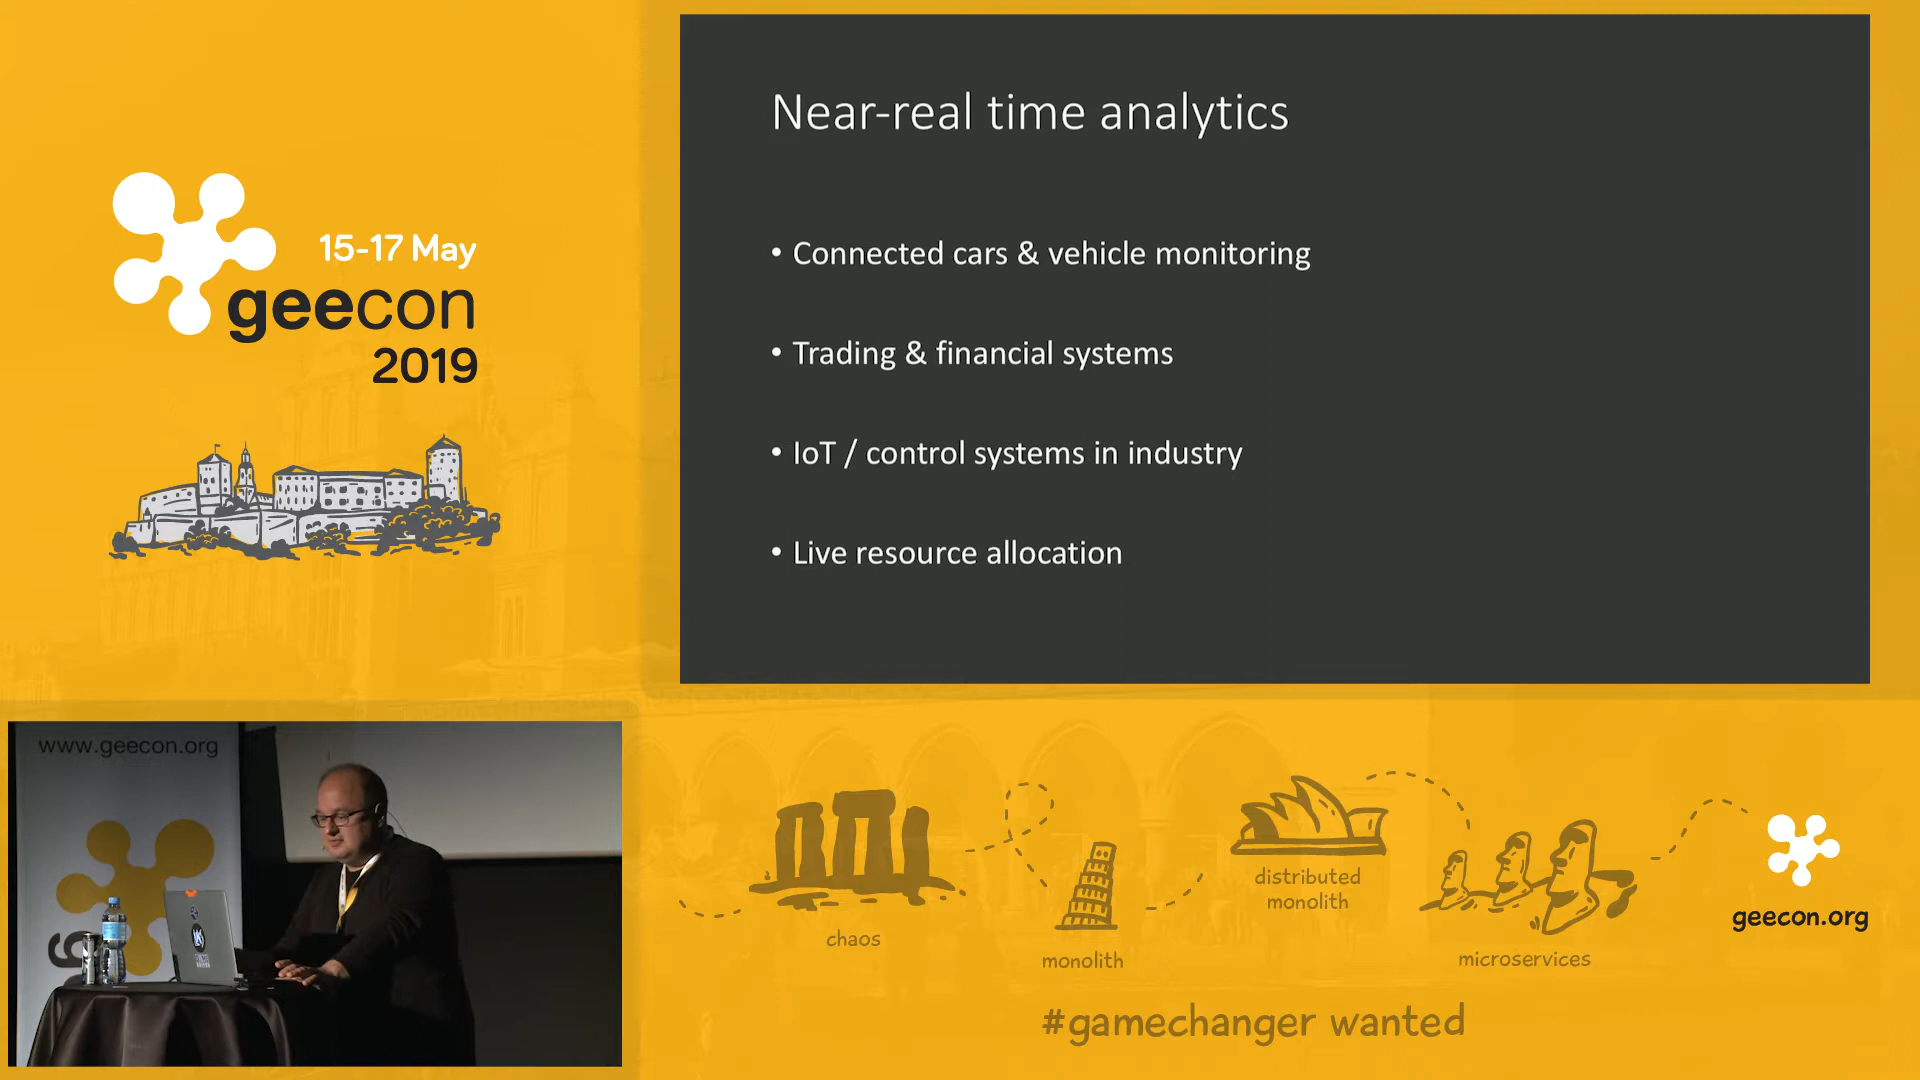 15-17 May
geecon
2019
Near-real time analytics
• Connected cars & vehicle monitoring
• Trading & financial systems
• IoT / control systems in industry
• Live resource allocation
www.geecon.org
chaos
monolith
distributed
monolith
microservices
geecon.org
#gamechanger wanted